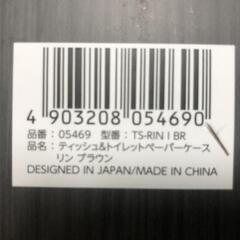 4 903208 054690
品番：05469 型番：TS-RIN I BR
品名：ティッシュ&トイレットペーパーケース
リン ブラウン
DESIGNED IN JAPAN/MADE IN CHINA